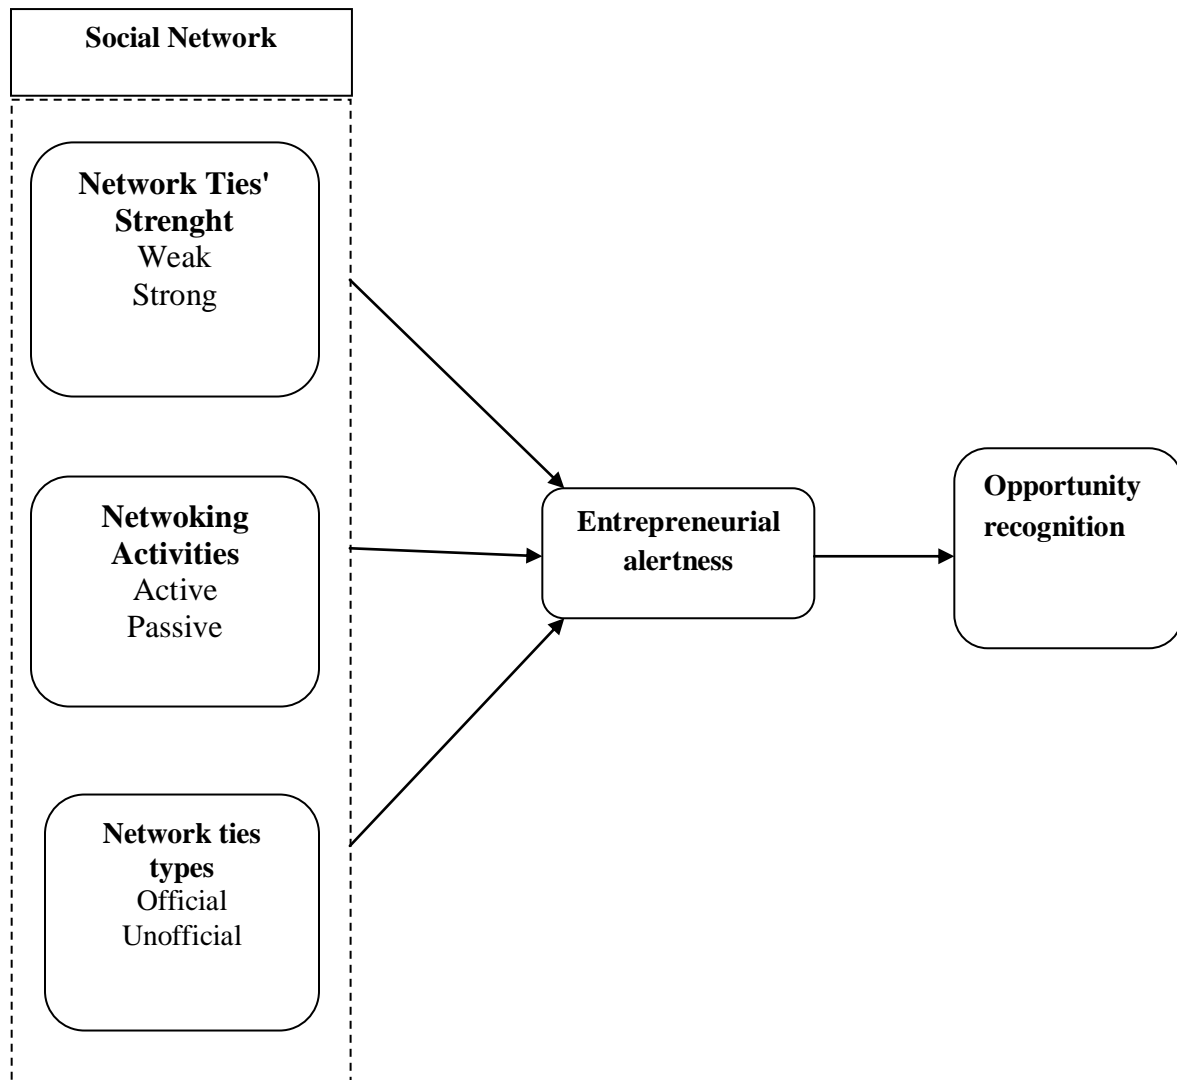 Social Network
Network Ties'
Strenght
Weak
Strong
Netwoking
Activities
Active
Passive
Network ties
types
Official
Unofficial
Entrepreneurial
alertness
Opportunity
recognition